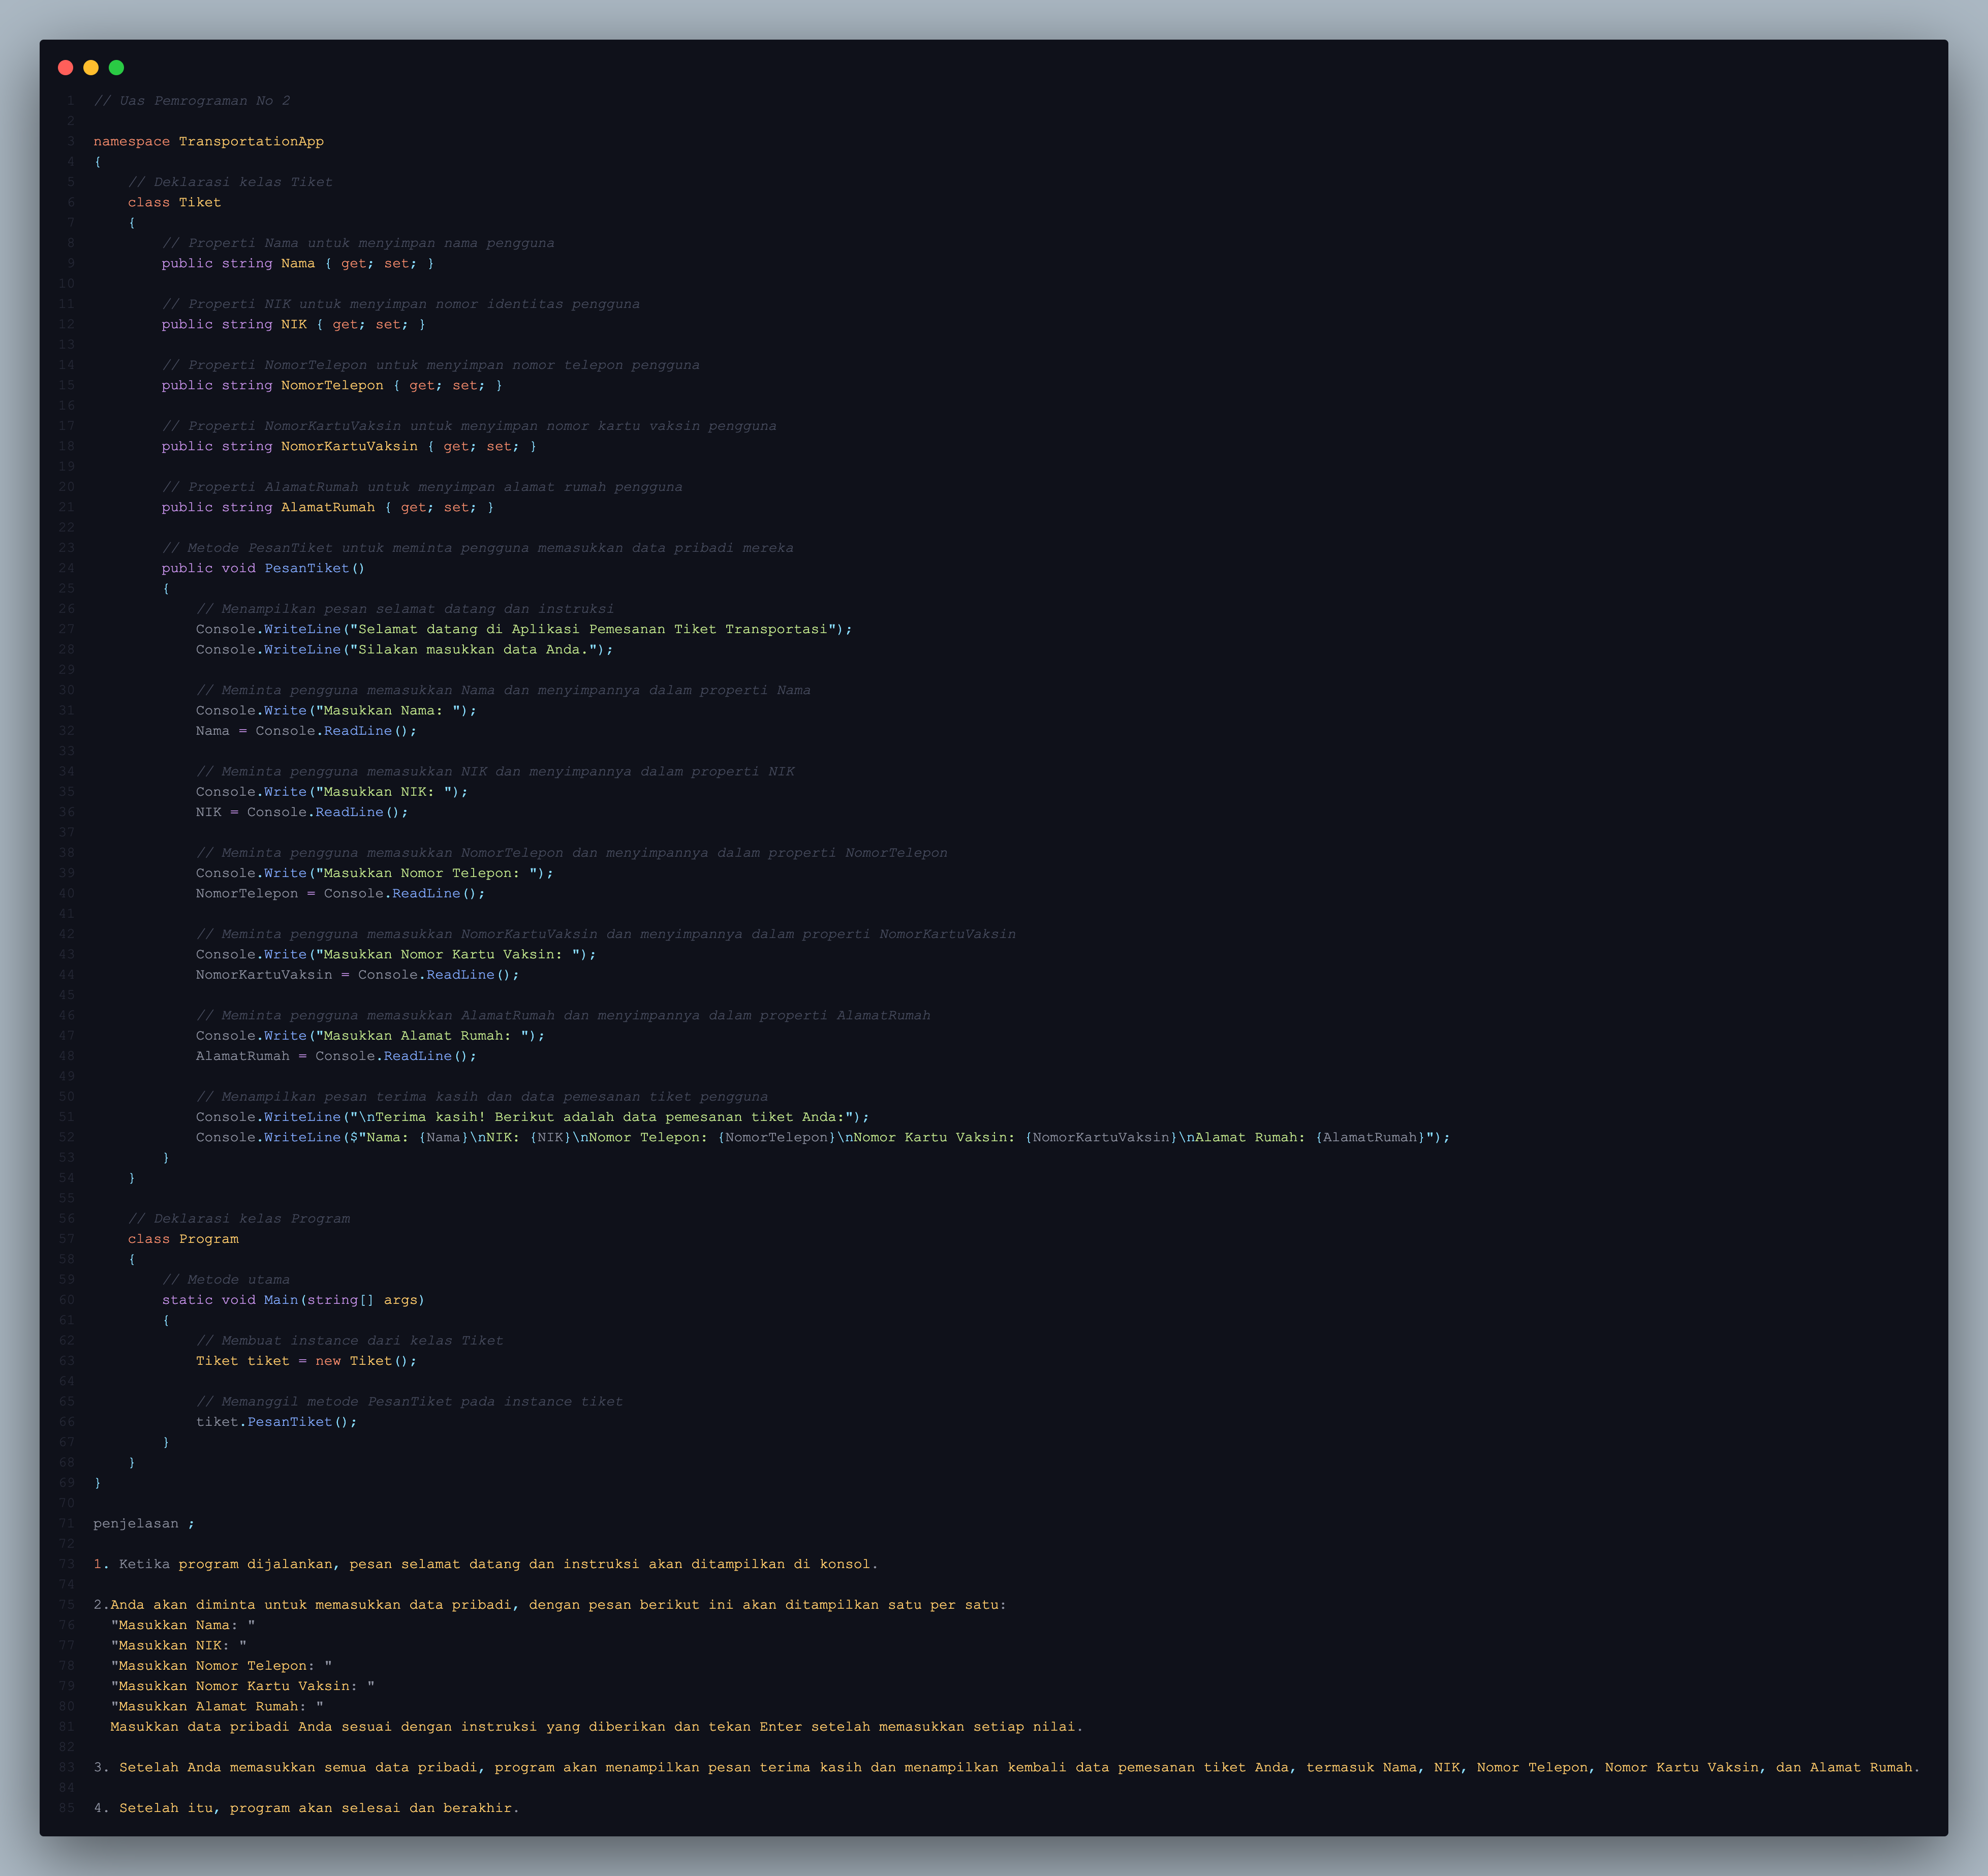 1 // Uas Pemrograman No 2
2
3 namespace TransportationApp
4 {
5     // Deklarasi kelas Tiket
6     class Tiket
7     {
8         // Properti Nama untuk menyimpan nama pengguna
9         public string Nama { get; set; }
10
11         // Properti NIK untuk menyimpan nomor identitas pengguna
12         public string NIK { get; set; }
13
14         // Properti NomorTelepon untuk menyimpan nomor telepon pengguna
15         public string NomorTelepon { get; set; }
16
17         // Properti NomorKartuVaksin untuk menyimpan nomor kartu vaksin pengguna
18         public string NomorKartuVaksin { get; set; }
19
20         // Properti AlamatRumah untuk menyimpan alamat rumah pengguna
21         public string AlamatRumah { get; set; }
22
23         // Metode PesanTiket untuk meminta pengguna memasukkan data pribadi mereka
24         public void PesanTiket()
25         {
26             // Menampilkan pesan selamat datang dan instruksi
27             Console.WriteLine("Selamat datang di Aplikasi Pemesanan Tiket Transportasi");
28             Console.WriteLine("Silakan masukkan data Anda.");
29
30             // Meminta pengguna memasukkan Nama dan menyimpannya dalam properti Nama
31             Console.Write("Masukkan Nama: ");
32             Nama = Console.ReadLine();
33
34             // Meminta pengguna memasukkan NIK dan menyimpannya dalam properti NIK
35             Console.Write("Masukkan NIK: ");
36             NIK = Console.ReadLine();
37
38             // Meminta pengguna memasukkan NomorTelepon dan menyimpannya dalam properti NomorTelepon
39             Console.Write("Masukkan Nomor Telepon: ");
40             NomorTelepon = Console.ReadLine();
41
42             // Meminta pengguna memasukkan NomorKartuVaksin dan menyimpannya dalam properti NomorKartuVaksin
43             Console.Write("Masukkan Nomor Kartu Vaksin: ");
44             NomorKartuVaksin = Console.ReadLine();
45
46             // Meminta pengguna memasukkan AlamatRumah dan menyimpannya dalam properti AlamatRumah
47             Console.Write("Masukkan Alamat Rumah: ");
48             AlamatRumah = Console.ReadLine();
49
50             // Menampilkan pesan terima kasih dan data pemesanan tiket pengguna
51             Console.WriteLine("\nTerima kasih! Berikut adalah data pemesanan tiket Anda:");
52             Console.WriteLine($"Nama: {Nama}\nNIK: {NIK}\nNomor Telepon: {NomorTelepon}\nNomor Kartu Vaksin: {NomorKartuVaksin}\nAlamat Rumah: {AlamatRumah}");
53         }
54     }
55
56     // Deklarasi kelas Program
57     class Program
58     {
59         // Metode utama
60         static void Main(string[] args)
61         {
62             // Membuat instance dari kelas Tiket
63             Tiket tiket = new Tiket();
64
65             // Memanggil metode PesanTiket pada instance tiket
66             tiket.PesanTiket();
67         }
68     }
69 }
70
71 penjelasan ;
72
73 1. Ketika program dijalankan, pesan selamat datang dan instruksi akan ditampilkan di konsol.
74
75 2.Anda akan diminta untuk memasukkan data pribadi, dengan pesan berikut ini akan ditampilkan satu per satu:
76   "Masukkan Nama: "
77   "Masukkan NIK: "
78   "Masukkan Nomor Telepon: "
79   "Masukkan Nomor Kartu Vaksin: "
80   "Masukkan Alamat Rumah: "
81   Masukkan data pribadi Anda sesuai dengan instruksi yang diberikan dan tekan Enter setelah memasukkan setiap nilai.
82
83 3. Setelah Anda memasukkan semua data pribadi, program akan menampilkan pesan terima kasih dan menampilkan kembali data pemesanan tiket Anda, termasuk Nama, NIK, Nomor Telepon, Nomor Kartu Vaksin, dan Alamat Rumah.
84
85 4. Setelah itu, program akan selesai dan berakhir.